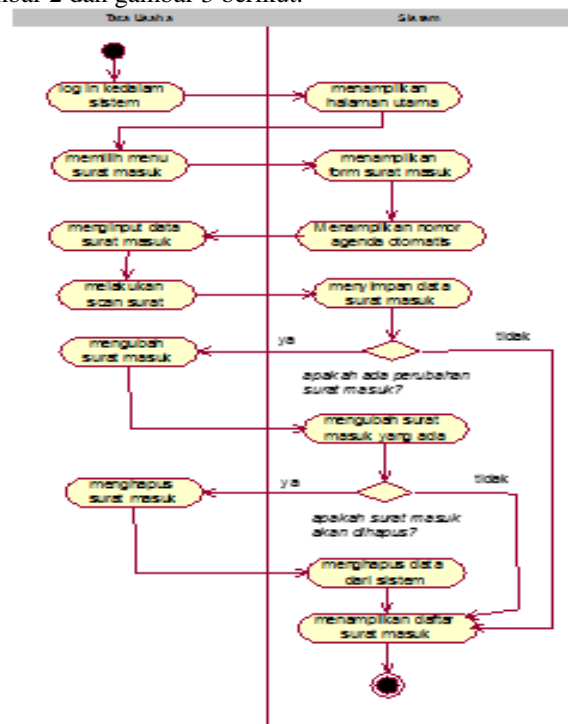 mbar 2 dan gambar 3 berikut.
Tata Usaha
Sistem
log in kedalam
sistem
menampilkan
halaman utama
memilih menu
surat masuk
menampilkan
form surat masuk
menginput data
surat masuk
Menampilkan nomor
agenda otomatis
melakukan
scan surat
menyimpan data
surat masuk
mengubah
surat masuk
ya
tidak
apakah ada perubahan
surat masuk?
mengubah surat
masuk yang ada
menghapus
surat masuk
ya
tidak
apakah surat masuk
akan dihapus?
menghapus data
dari sistem
menampilkan daftar
surat masuk